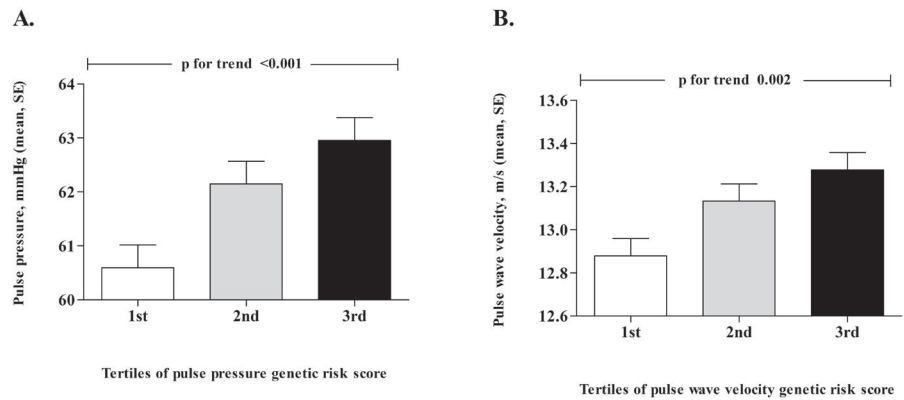 A.
p for trend <0.001
Pulse pressure, mmHg (mean, SE)
64
63
62
61
60
1st 2nd 3rd
Tertiles of pulse pressure genetic risk score
B.
p for trend 0.002
Pulse wave velocity, m/s (mean, SE)
13.6
13.4
13.2
13.0
12.8
12.6
1st 2nd 3rd
Tertiles of pulse wave velocity genetic risk score